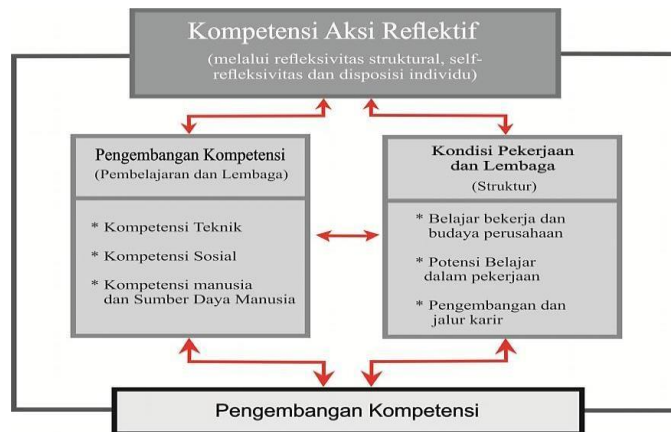 Kompetensi Aksi Reflektif
(melalui refleksivitas struktural, self-
refleksivitas dan disposisi individu)
Pengembangan Kompetensi
(Pembelajaran dan Lembaga)
* Kompetensi Teknik
* Kompetensi Sosial
* Kompetensi manusia
dan Sumber Daya Manusia
Kondisi Pekerjaan
dan Lembaga
(Struktur)
* Belajar bekerja dan
budaya perusahaan
* Potensi Belajar
dalam pekerjaan
* Pengembangan dan
jalur karir
Pengembangan Kompetensi